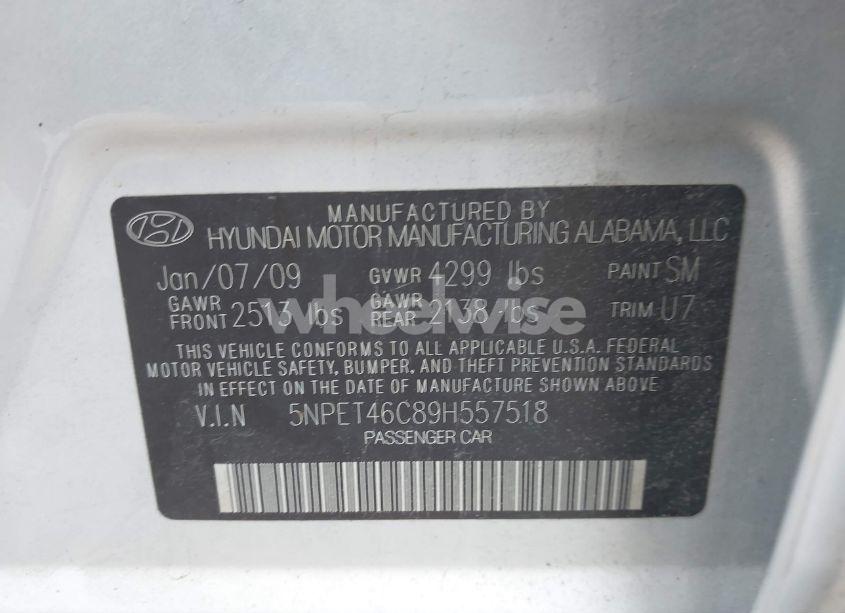 MANUFACTURED BY
HYUNDAI MOTOR MANUFACTURING ALABAMA, LLC
Jan/07/09 GVWR 4299 lbs PAINT SM
GAWR FRONT 2513 lbs GAWR REAR 2138 lbs TRIM U7
wheelwise
THIS VEHICLE CONFORMS TO ALL APPLICABLE U.S.A. FEDERAL
MOTOR VEHICLE SAFETY, BUMPER, AND THEFT PREVENTION STANDARDS
IN EFFECT ON THE DATE OF MANUFACTURE SHOWN ABOVE
V.I.N 5NPET46C89H557518
PASSENGER CAR